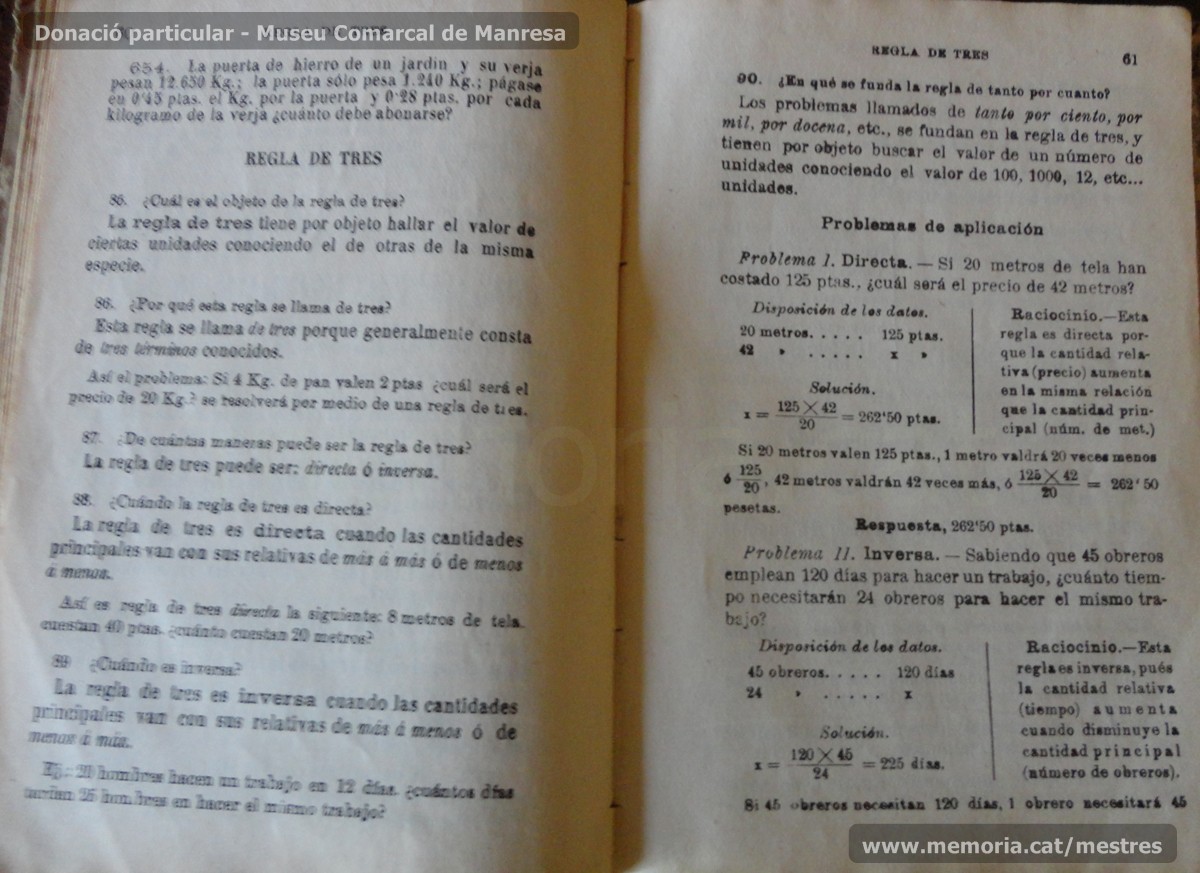 Donació particular - Museu Comarcal de Manresa
654. La puerta de hierro de un jardín y su verja
pesan 12.650 Kg.; la puerta sólo pesa 1.240 Kg.; págase
en 0'45 ptas. el Kg. por la puerta y 0'28 ptas. por cada
kilogramo de la verja ¿cuánto debe abonarse?
REGLA DE TRES
85. ¿Cuál es el objeto de la regla de tres?
La regla de tres tiene por objeto hallar el valor de
ciertas unidades conociendo el de otras de la misma
especie.
86. ¿Por qué esta regla se llama de tres?
Esta regla se llama de tres porque generalmente consta
de tres términos conocidos.
Así el problema: Si 4 Kg. de pan valen 2 ptas ¿cuál será el
precio de 20 Kg.? se resolverá por medio de una regla de tres.
87. ¿De cuántas maneras puede ser la regla de tres?
La regla de tres puede ser: directa ó inversa.
88. ¿Cuándo la regla de tres es directa?
La regla de tres es directa cuando las cantidades
principales van con sus relativas de más á más ó de menos
á menos.
Así es regla de tres directa la siguiente: 8 metros de tela
cuestan 40 ptas. ¿cuánto cuestan 20 metros?
89 ¿Cuándo es inversa?
La regla de tres es inversa cuando las cantidades
principales van con sus relativas de más á menos ó de
menos á más.
Ej.: 20 hombres hacen un trabajo en 12 días. ¿cuántos días
25 hombres en hacer el mismo trabajo?
REGLA DE TRES 61
90. ¿En qué se funda la regla de tanto por cuanto?
Los problemas llamados de tanto por ciento, por
mil, por docena, etc., se fundan en la regla de tres, y
tienen por objeto buscar el valor de un número de
unidades conociendo el valor de 100, 1000, 12, etc...
unidades.
Problemas de aplicación
Problema I. Directa. — Si 20 metros de tela han
costado 125 ptas., ¿cuál será el precio de 42 metros?
Disposición de los datos.
20 metros. . . . . 125 ptas.
42 » . . . . . x »
Solución.
x = 125 × 42 / 20 = 262'50 ptas.
Raciocinio.—Esta
regla es directa por-
que la cantidad rela-
tiva (precio) aumenta
en la misma relación
que la cantidad prin-
cipal (núm. de met.)
Si 20 metros valen 125 ptas., 1 metro valdrá 20 veces menos
ó 125/20, 42 metros valdrán 42 veces más, ó 125 × 42 / 20 = 262'50
pesetas.
Respuesta, 262'50 ptas.
Problema II. Inversa. — Sabiendo que 45 obreros
emplean 120 días para hacer un trabajo, ¿cuánto tiem-
po necesitarán 24 obreros para hacer el mismo tra-
bajo?
Disposición de los datos.
45 obreros. . . . . 120 días
24 » . . . . . x
Solución.
x = 120 × 45 / 24 = 225 días.
Raciocinio.—Esta
regla es inversa, pués
la cantidad relativa
(tiempo) aumenta
cuando disminuye la
cantidad principal
(número de obreros).
Si 45 obreros necesitan 120 días, 1 obrero necesitará 45
www.memoria.cat/mestres